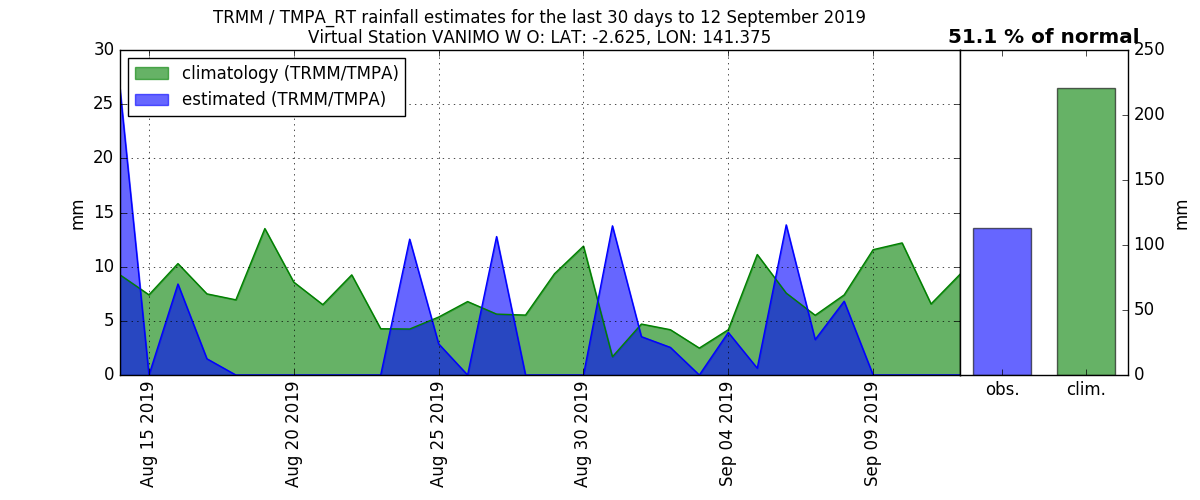 TRMM / TMPA_RT rainfall estimates for the last 30 days to 12 September 2019
Virtual Station VANIMO W O: LAT: -2.625, LON: 141.375
51.1 % of normal
climatology (TRMM/TMPA)
estimated (TRMM/TMPA)
30
25
20
15
10
5
0
mm
Aug 15 2019
Aug 20 2019
Aug 25 2019
Aug 30 2019
Sep 04 2019
Sep 09 2019
obs.
clim.
250
200
150
100
50
0
mm